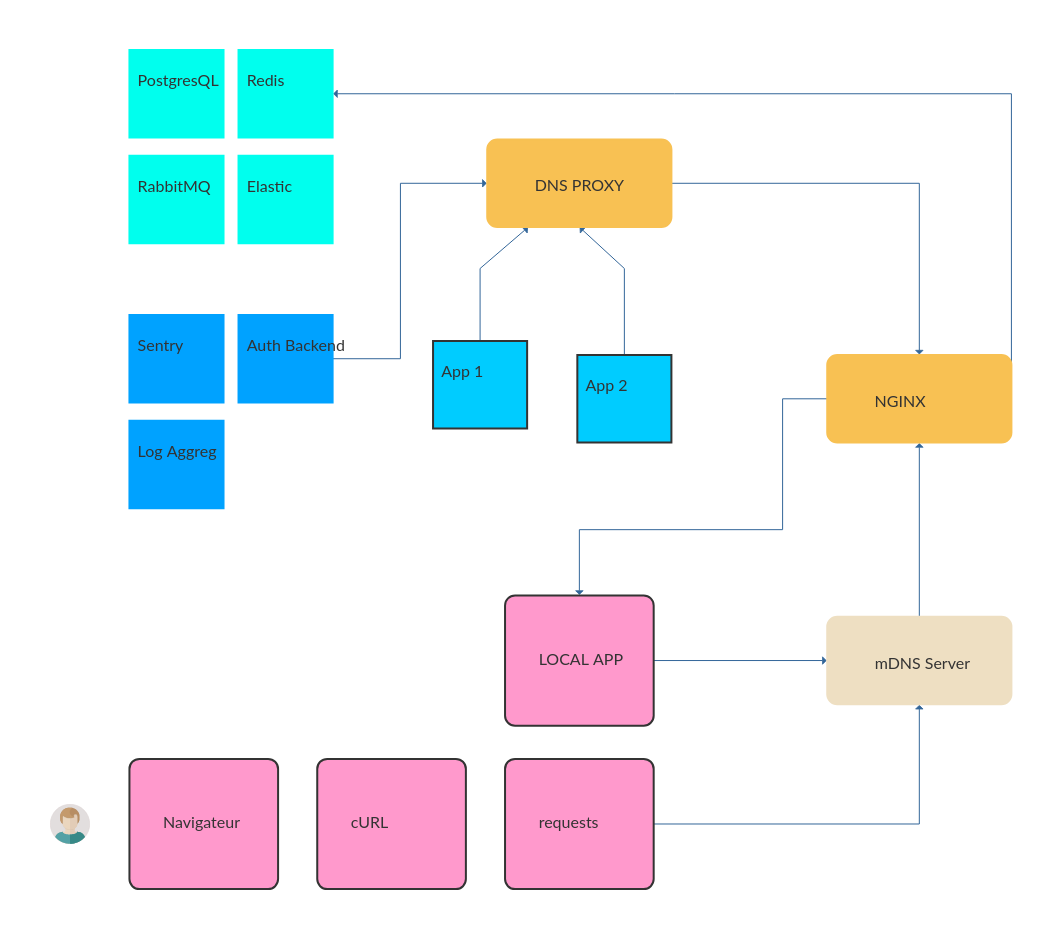 PostgresQL
Redis
RabbitMQ
Elastic
DNS PROXY
Sentry
Auth Backend
App 1
App 2
NGINX
Log Aggreg
LOCAL APP
mDNS Server
Navigateur
cURL
requests